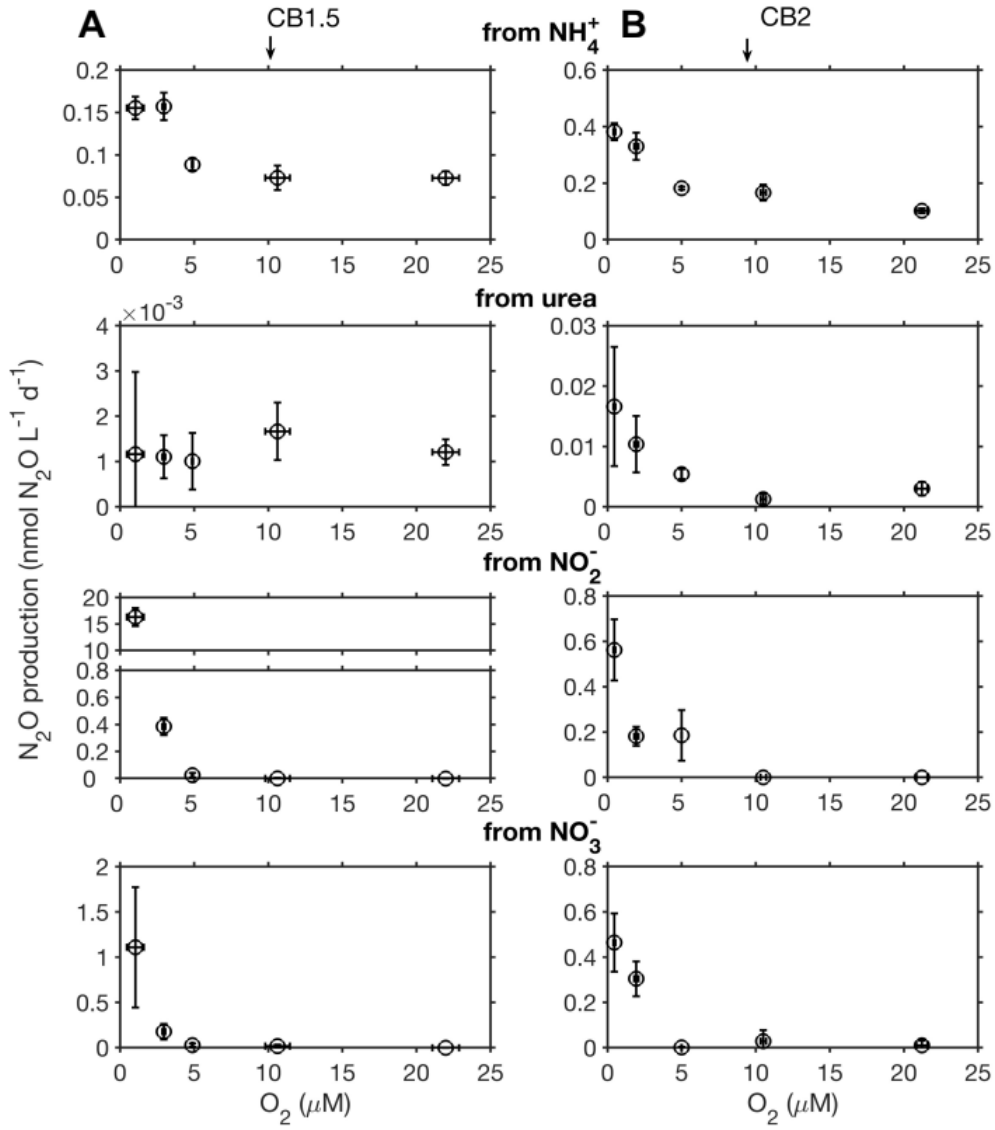 A CB1.5 from NH₄⁺ B CB2
0.2 0.6
0.15 0.4
0.1
0.05 0.2
0 0
0 5 10 15 20 25 0 5 10 15 20 25
from urea
×10⁻³
4 0.03
3
0.02
2
0.01
1
0 0
0 5 10 15 20 25 0 5 10 15 20 25
N₂O production (nmol N₂O L⁻¹ d⁻¹)
from NO₂⁻
20 0.8
15
10 0.6
0.8
0.6 0.4
0.4
0.2 0.2
0 0
0 5 10 15 20 25 0 5 10 15 20 25
from NO₃⁻
2 0.8
1.5 0.6
1 0.4
0.5 0.2
0 0
0 5 10 15 20 25 0 5 10 15 20 25
O₂ (μM) O₂ (μM)